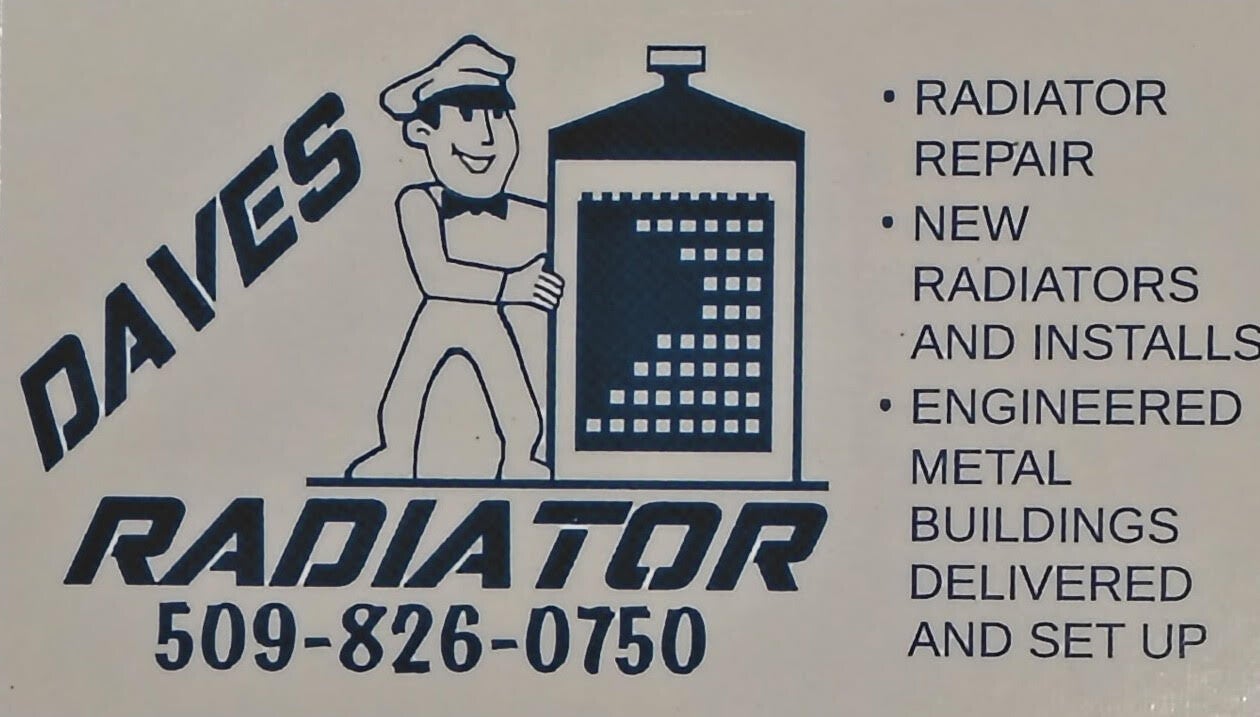 DAVES
RADIATOR
509-826-0750
• RADIATOR
REPAIR
• NEW
RADIATORS
AND INSTALLS
• ENGINEERED
METAL
BUILDINGS
DELIVERED
AND SET UP